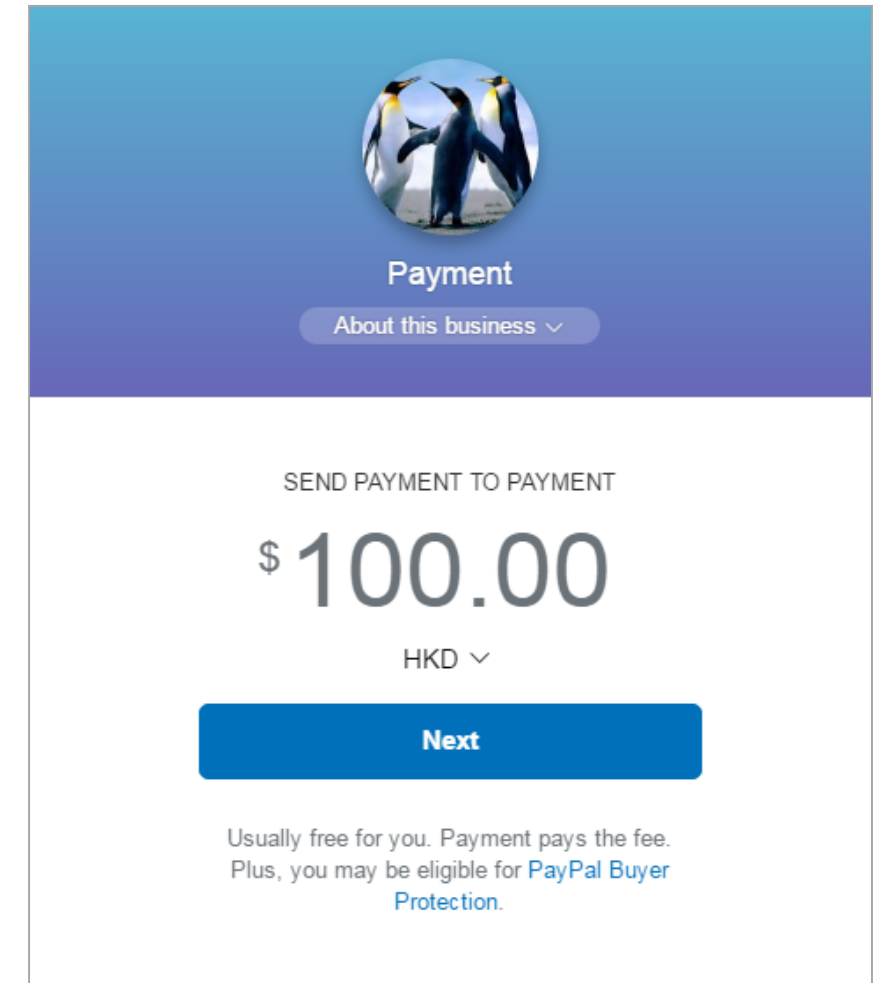 Payment
About this business
SEND PAYMENT TO PAYMENT
$100.00
HKD
Next
Usually free for you. Payment pays the fee.
Plus, you may be eligible for PayPal Buyer
Protection.